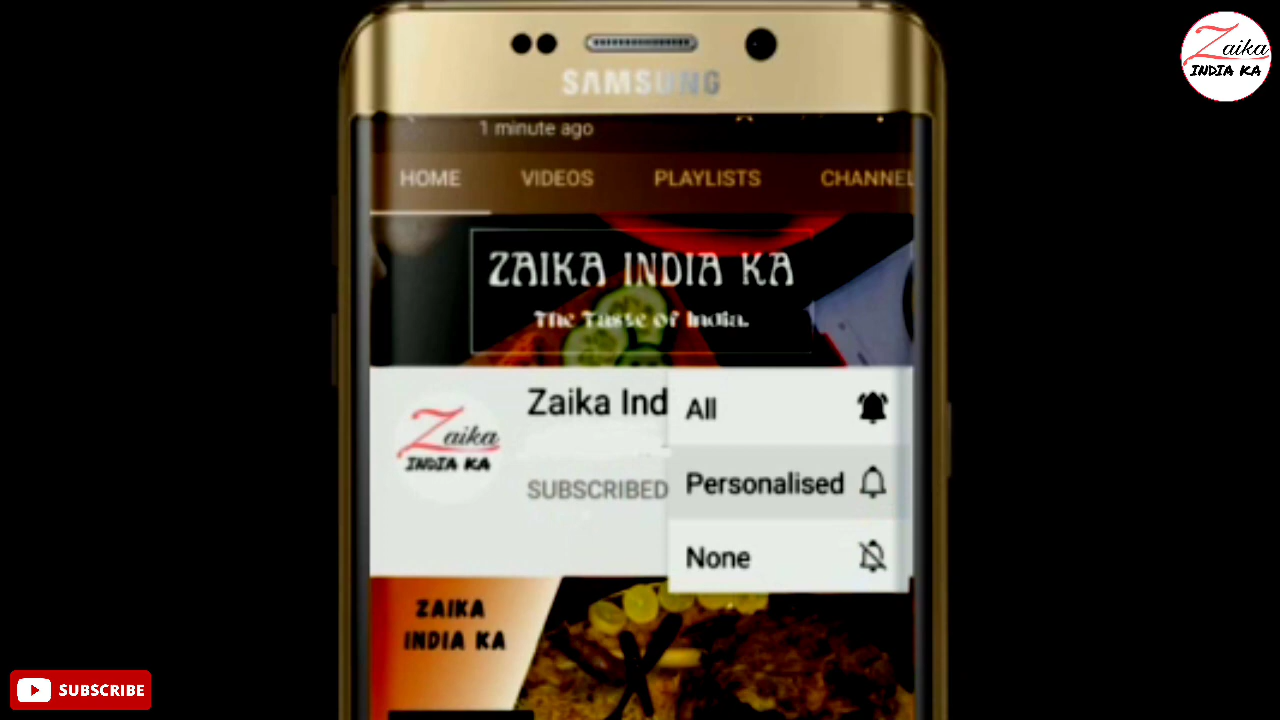 Zaika
INDIA KA
SAMSUNG
1 minute ago
HOME VIDEOS PLAYLISTS CHANNEL
ZAIKA INDIA KA
The Taste of India.
Zaika Ind
SUBSCRIBED
Zaika
INDIA KA
All
Personalised
None
ZAIKA
INDIA KA
SUBSCRIBE